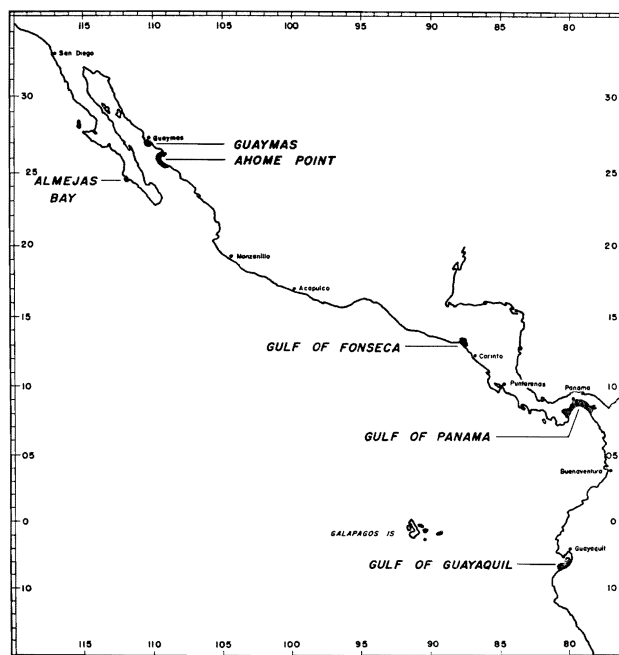 115 110 105 100 95 90 85 80
San Diego
30 30
Guaymas
GUAYMAS
AHOME POINT
25 25
ALMEJAS
BAY
20 20
Manzanillo
Acapulco
15 15
GULF OF FONSECA
Corinto
Puntarenas
Panama
10 10
GULF OF PANAMA
05 05
Buenaventura
0 0
GALAPAGOS IS
Guayaquil
GULF OF GUAYAQUIL
10 10
115 110 105 100 95 90 85 80